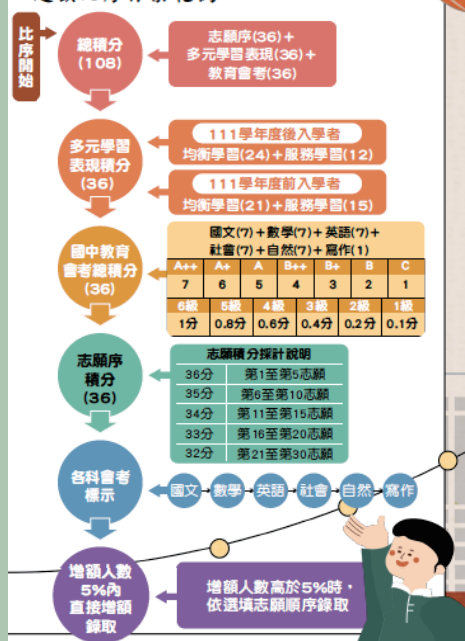 比序開始
總積分
(108)
志願序(36)+
多元學習表現(36)+
教育會考(36)
多元學習
表現積分
(36)
111學年度後入學者
均衡學習(24)+服務學習(12)
111學年度前入學者
均衡學習(21)+服務學習(15)
國中教育
會考總積分
(36)
國文(7)+數學(7)+英語(7)+
社會(7)+自然(7)+寫作(1)
A++ A+ A B++ B+ B C
7 6 5 4 3 2 1
6級 5級 4級 3級 2級 1級
1分 0.8分 0.6分 0.4分 0.2分 0.1分
志願序
積分
(36)
志願積分採計說明
36分 第1至第5志願
35分 第6至第10志願
34分 第11至第15志願
33分 第16至第20志願
32分 第21至第30志願
各科會考
標示
國文 數學 英語 社會 自然 寫作
增額人數
5%內
直接增額
錄取
增額人數高於5%時，
依選填志願順序錄取